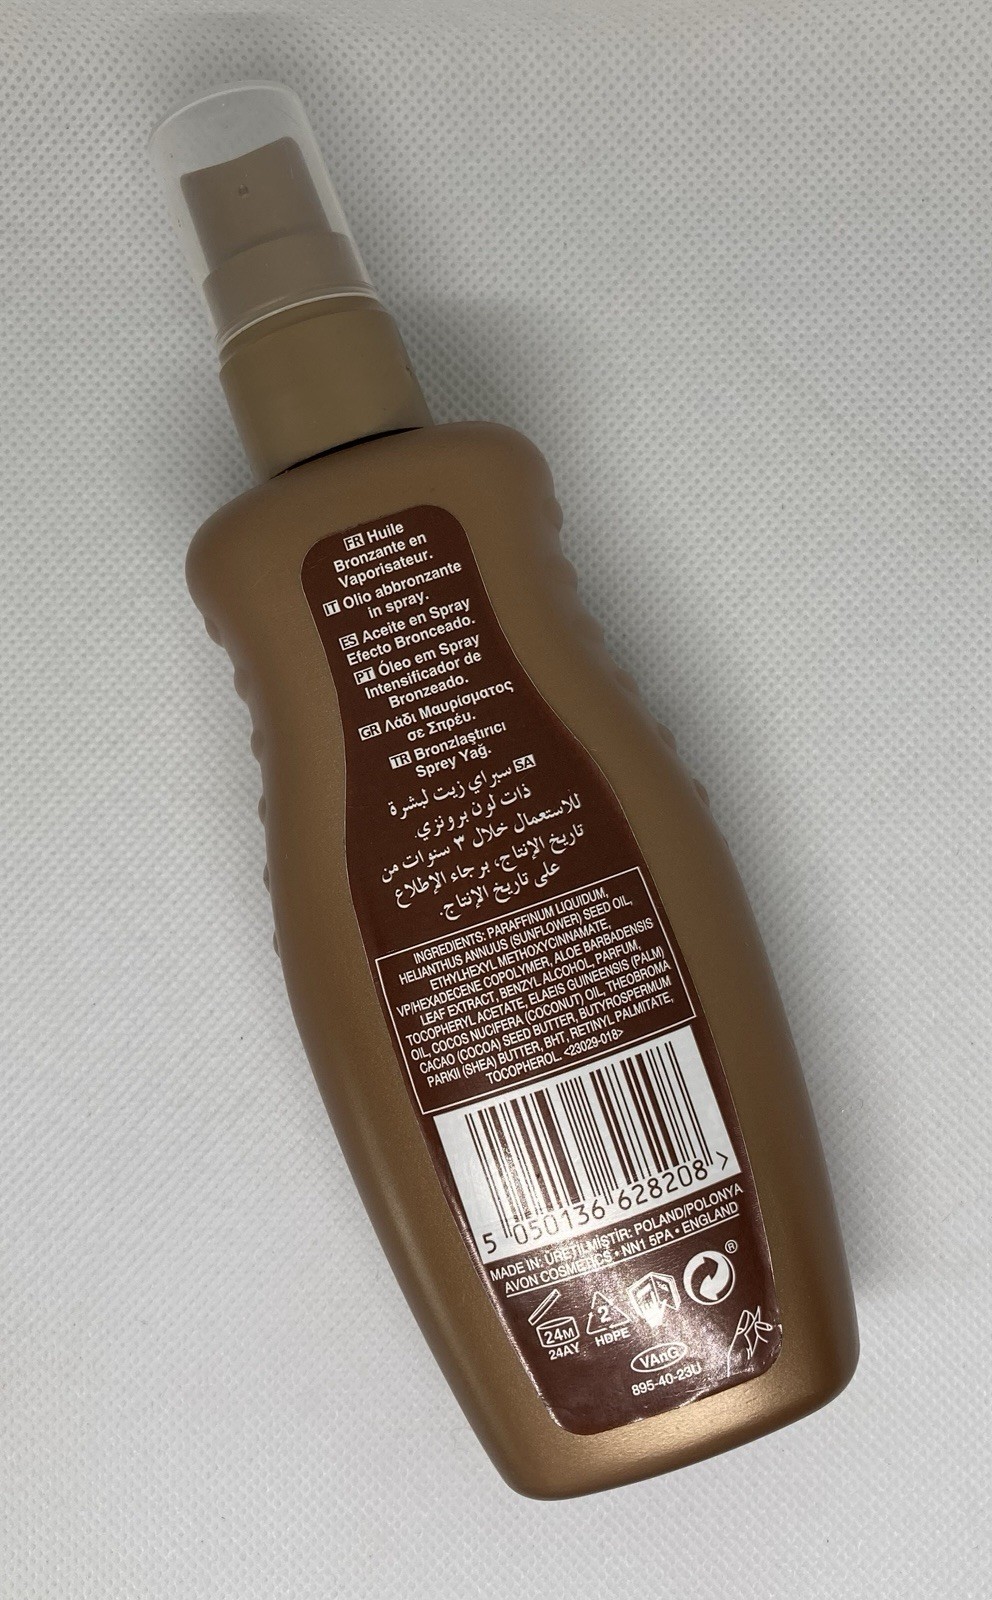 FR Huile
Bronzante en
Vaporisateur.
IT Olio abbronzante
in spray.
ES Aceite en Spray
Efecto Bronceado.
PT Óleo em Spray
Intensificador de
Bronzeado.
GR Λάδι Μαυρίσματος
σε Σπρέυ.
TR Bronzlaştırıcı
Sprey Yağ.
SA سبراي زيت لبشرة
ذات لون برونزي.
للاستعمال خلال ٣ سنوات من
تاريخ الإنتاج، برجاء الإطلاع
على تاريخ الإنتاج.
INGREDIENTS: PARAFFINUM LIQUIDUM,
HELIANTHUS ANNUUS (SUNFLOWER) SEED OIL,
ETHYLHEXYL METHOXYCINNAMATE,
VP/HEXADECENE COPOLYMER, ALOE BARBADENSIS
LEAF EXTRACT, BENZYL ALCOHOL, PARFUM,
TOCOPHERYL ACETATE, ELAEIS GUINEENSIS (PALM)
OIL, COCOS NUCIFERA (COCONUT) OIL, THEOBROMA
CACAO (COCOA) SEED BUTTER, BUTYROSPERMUM
PARKII (SHEA) BUTTER, BHT, RETINYL PALMITATE,
TOCOPHEROL. <23029-018>
5 050136 628208 >
MADE IN: ÜRETİLMİŞTİR: POLAND/POLONYA
AVON COSMETICS • NN1 5PA • ENGLAND
®
24M
24AY
2
HDPE
VAnG
895-40-23U